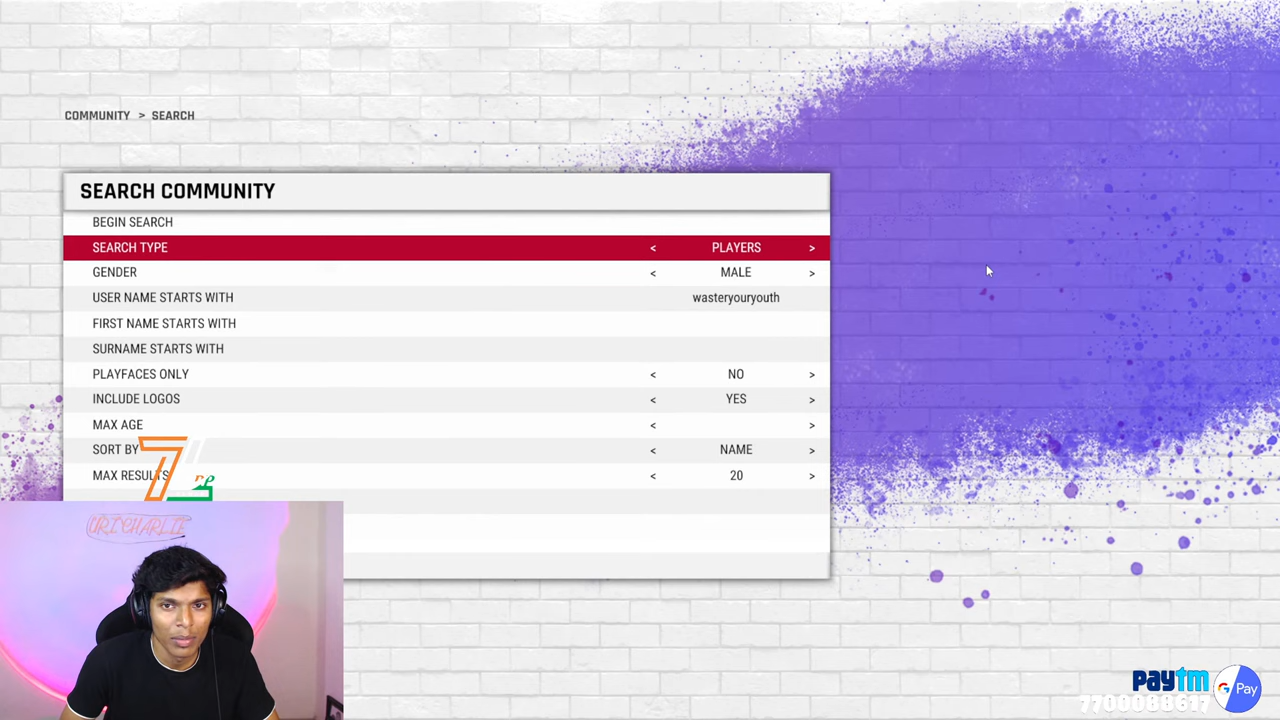 COMMUNITY > SEARCH
SEARCH COMMUNITY
BEGIN SEARCH
SEARCH TYPE < PLAYERS >
GENDER < MALE >
USER NAME STARTS WITH wasteryouryouth
FIRST NAME STARTS WITH
SURNAME STARTS WITH
PLAYFACES ONLY < NO >
INCLUDE LOGOS < YES >
MAX AGE < >
SORT BY < NAME >
MAX RESULTS < 20 >
paytm
G Pay